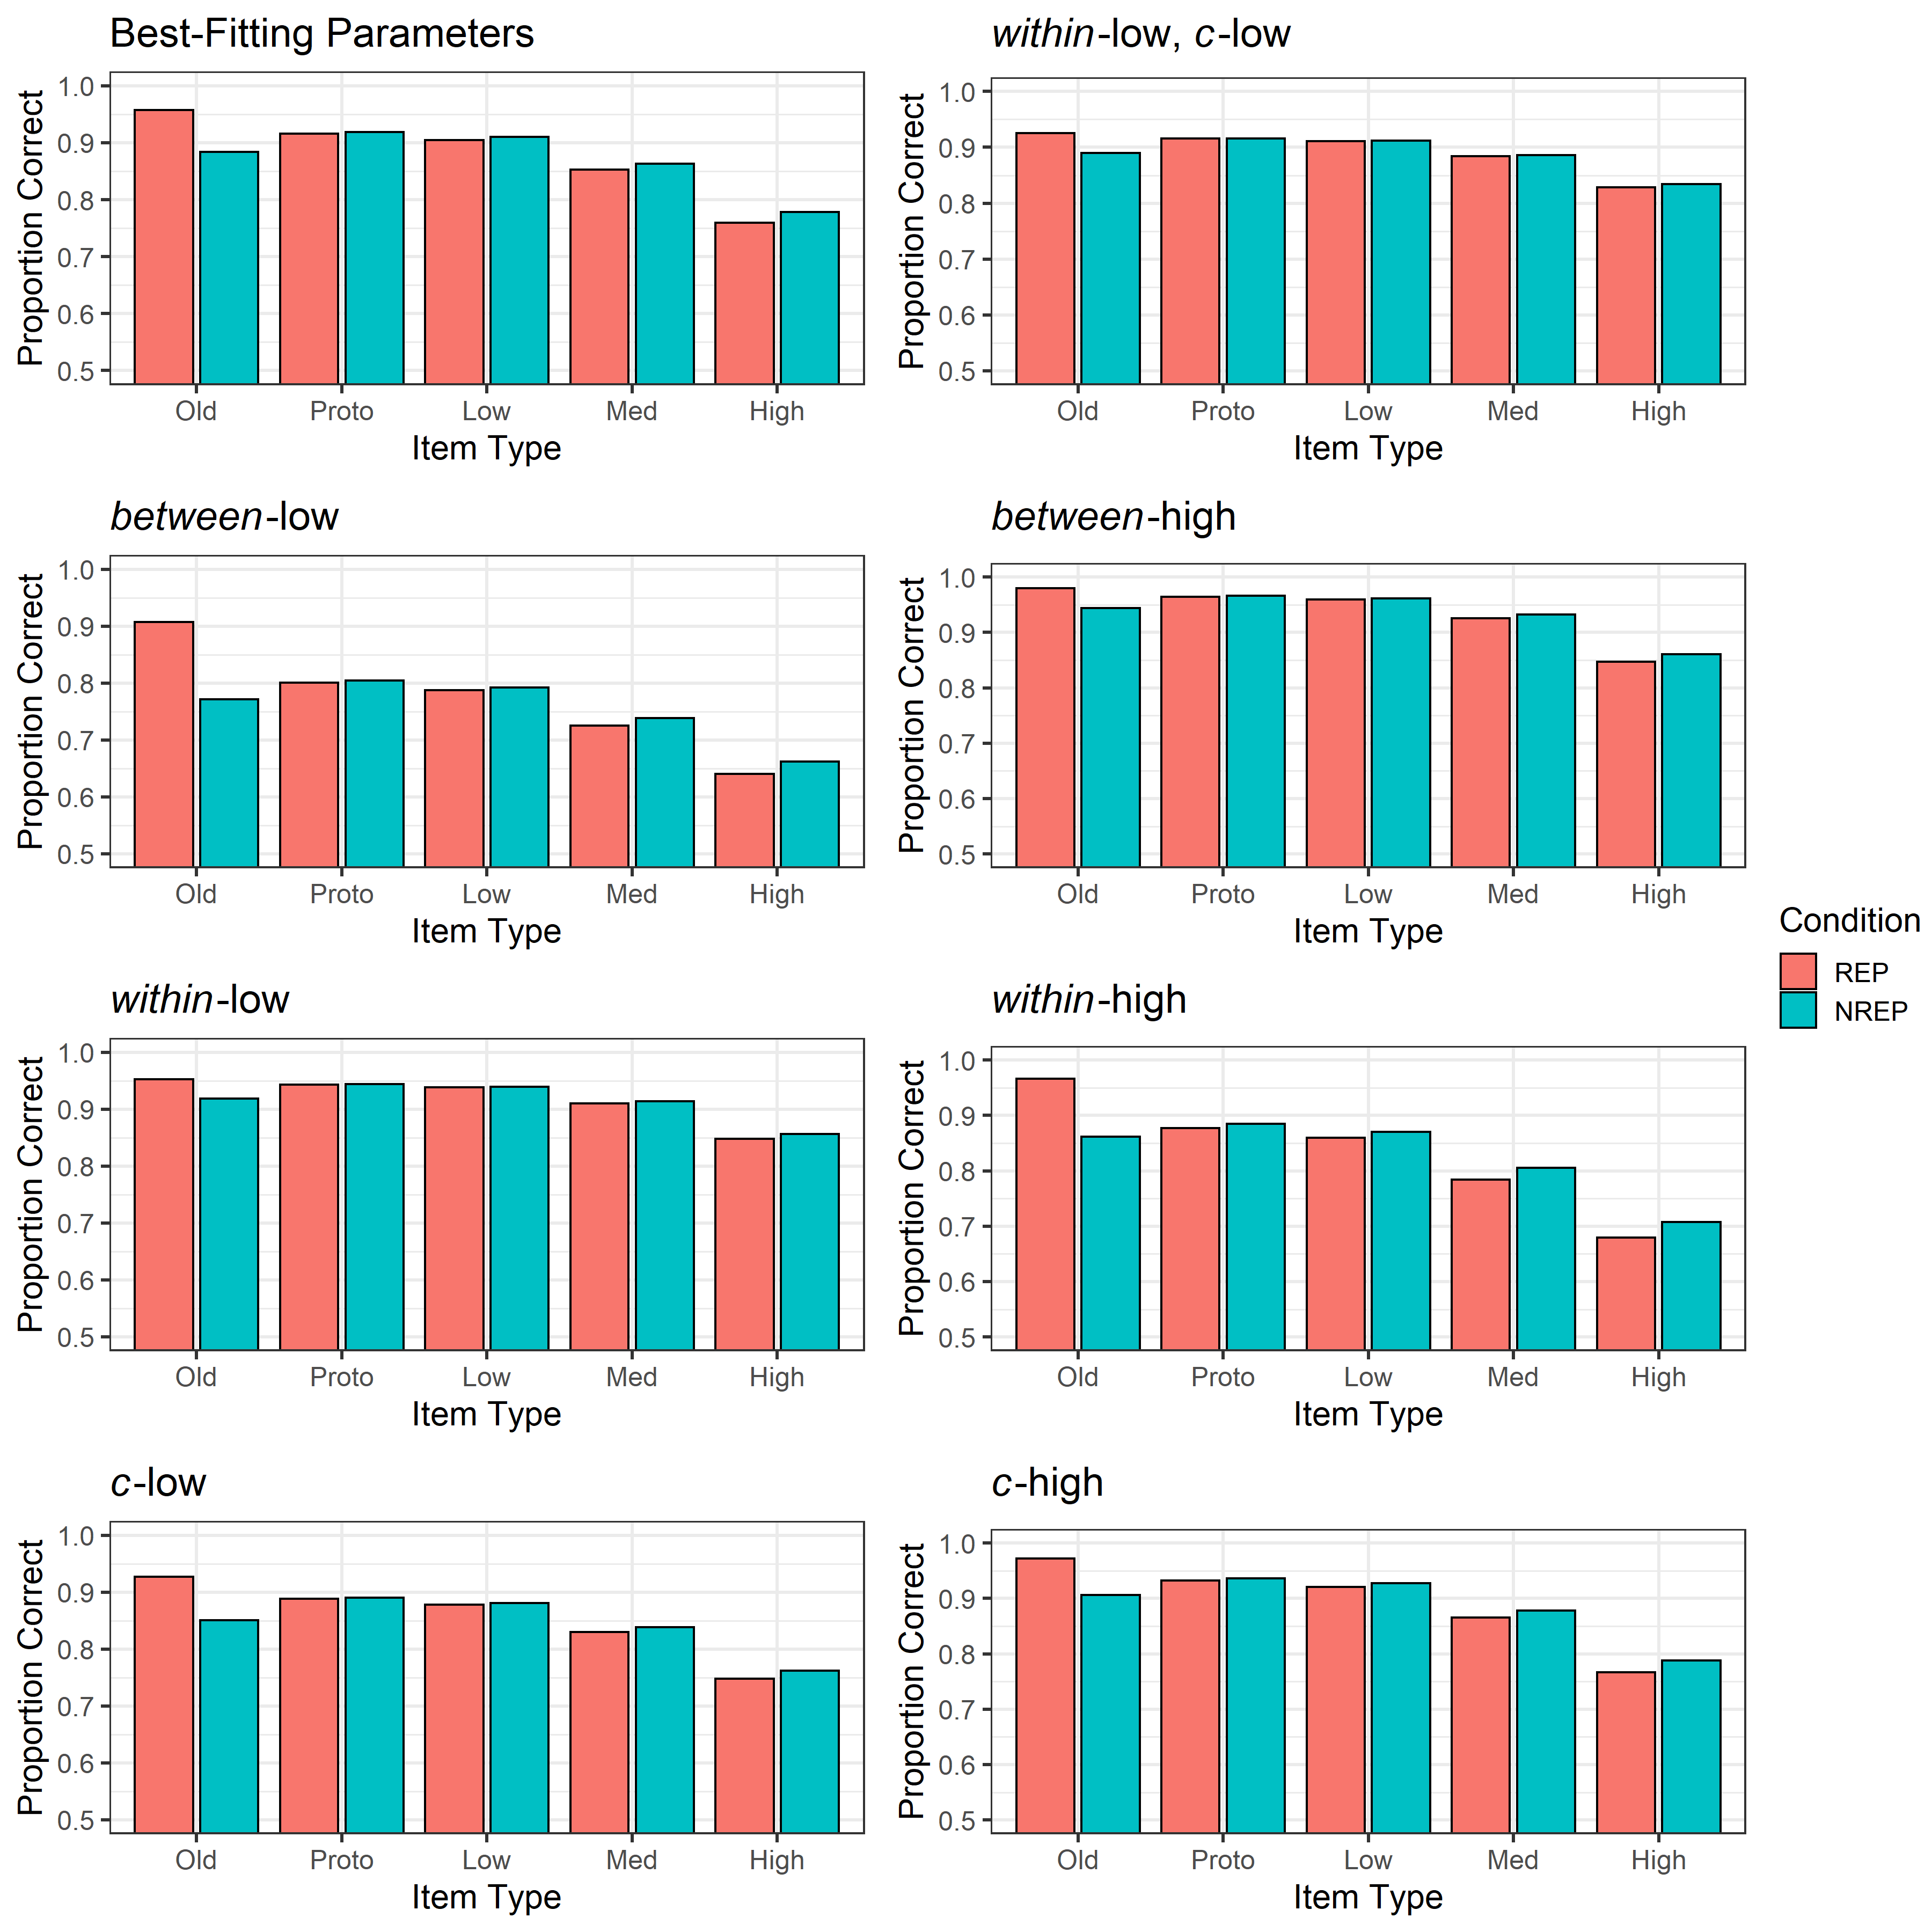 Best-Fitting Parameters
Proportion Correct
1.0
0.9
0.8
0.7
0.6
0.5
Old Proto Low Med High
Item Type
within-low, c-low
Proportion Correct
1.0
0.9
0.8
0.7
0.6
0.5
Old Proto Low Med High
Item Type
between-low
Proportion Correct
1.0
0.9
0.8
0.7
0.6
0.5
Old Proto Low Med High
Item Type
between-high
Proportion Correct
1.0
0.9
0.8
0.7
0.6
0.5
Old Proto Low Med High
Item Type
Condition
REP
NREP
within-low
Proportion Correct
1.0
0.9
0.8
0.7
0.6
0.5
Old Proto Low Med High
Item Type
within-high
Proportion Correct
1.0
0.9
0.8
0.7
0.6
0.5
Old Proto Low Med High
Item Type
c-low
Proportion Correct
1.0
0.9
0.8
0.7
0.6
0.5
Old Proto Low Med High
Item Type
c-high
Proportion Correct
1.0
0.9
0.8
0.7
0.6
0.5
Old Proto Low Med High
Item Type